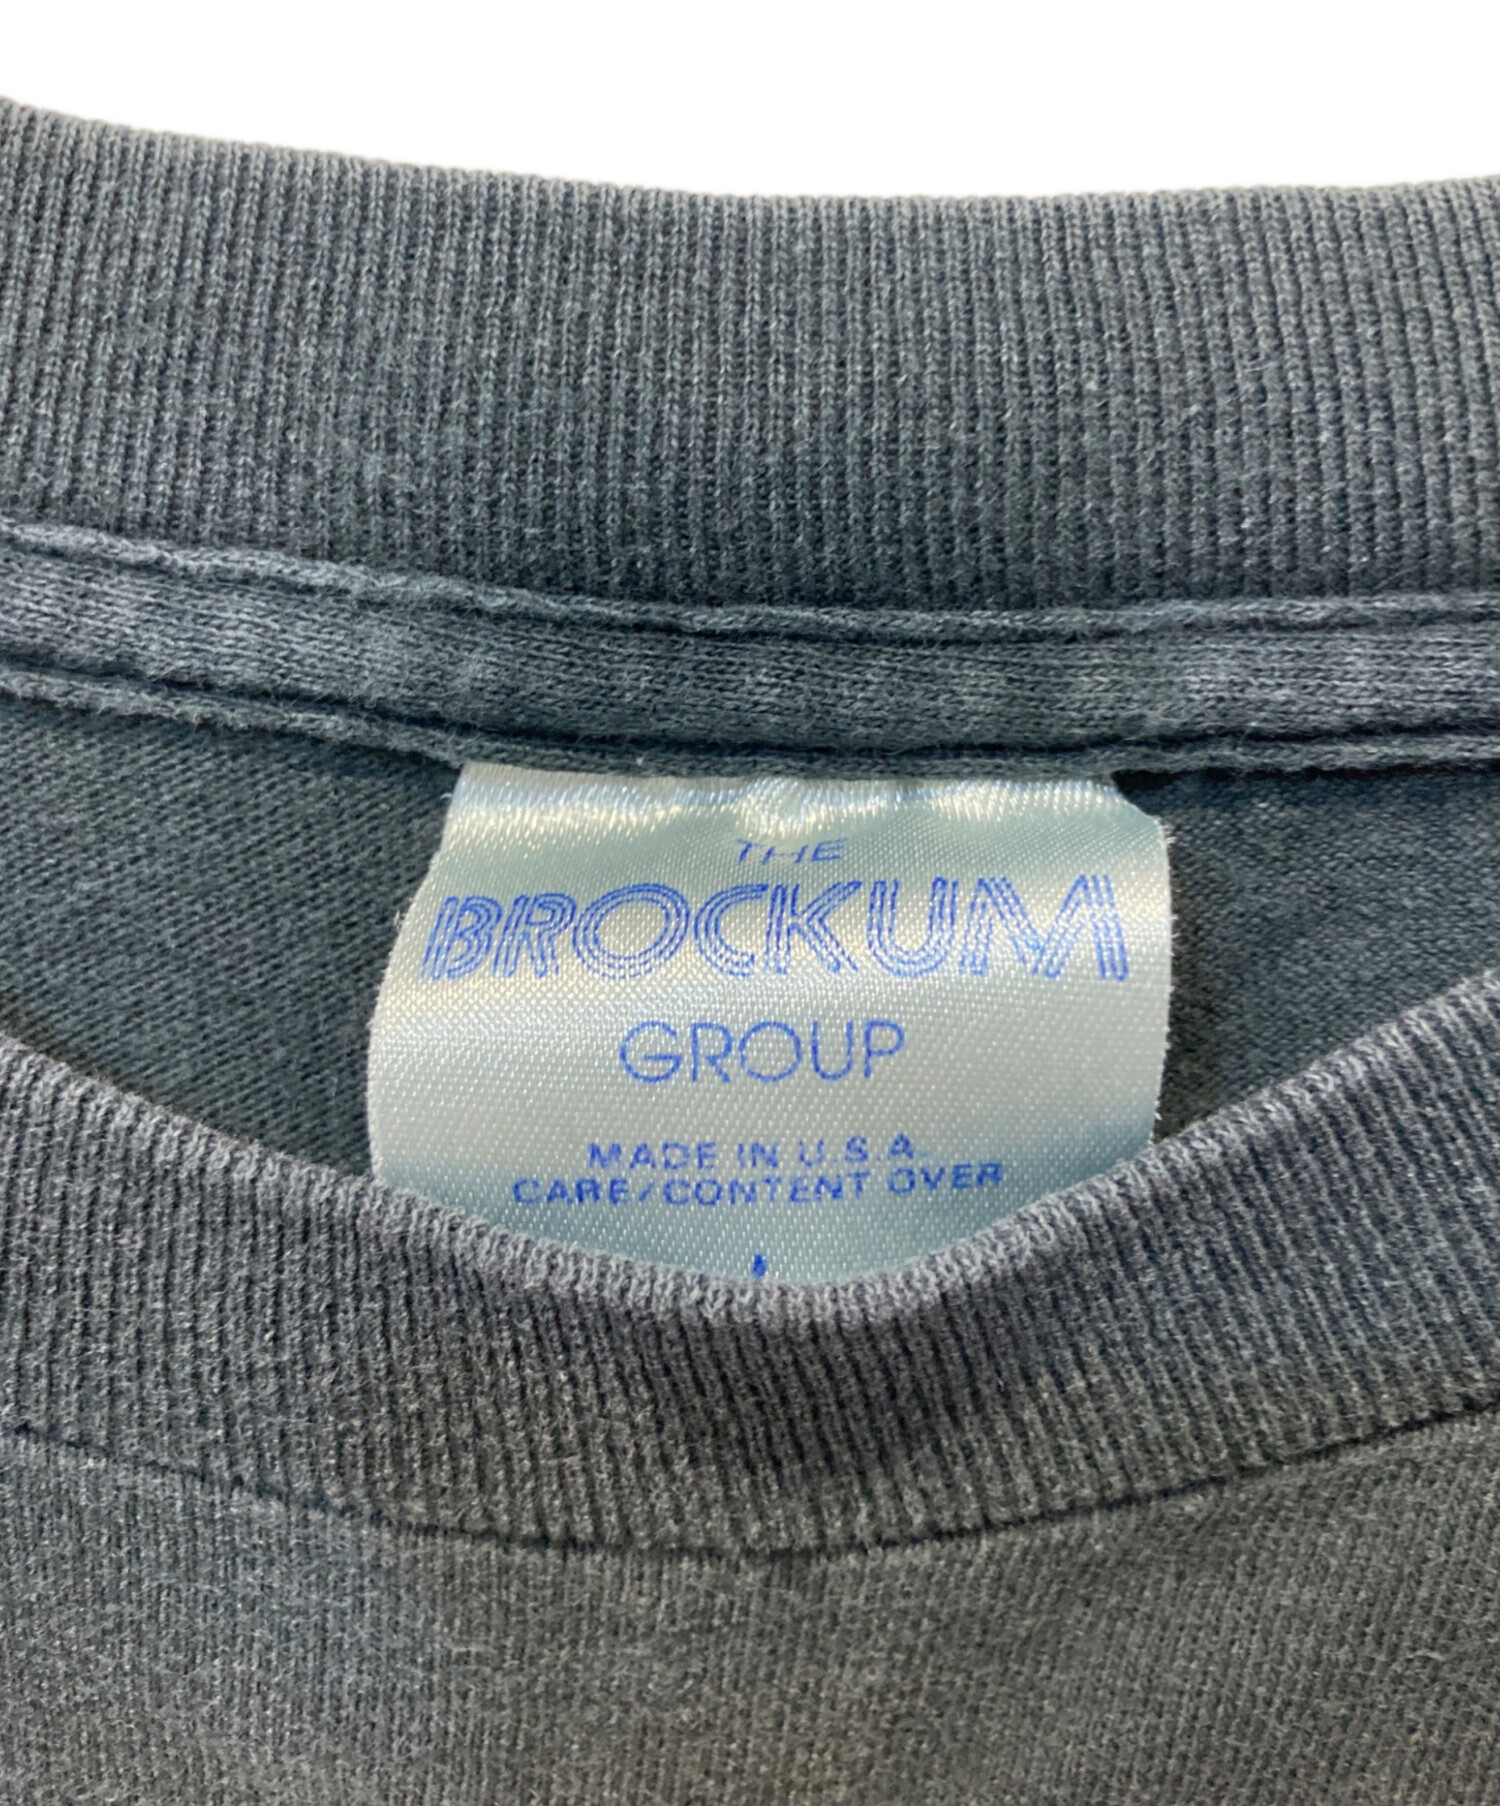 THE
BROCKUM
GROUP
MADE IN U.S.A.
CARE/CONTENT OVER